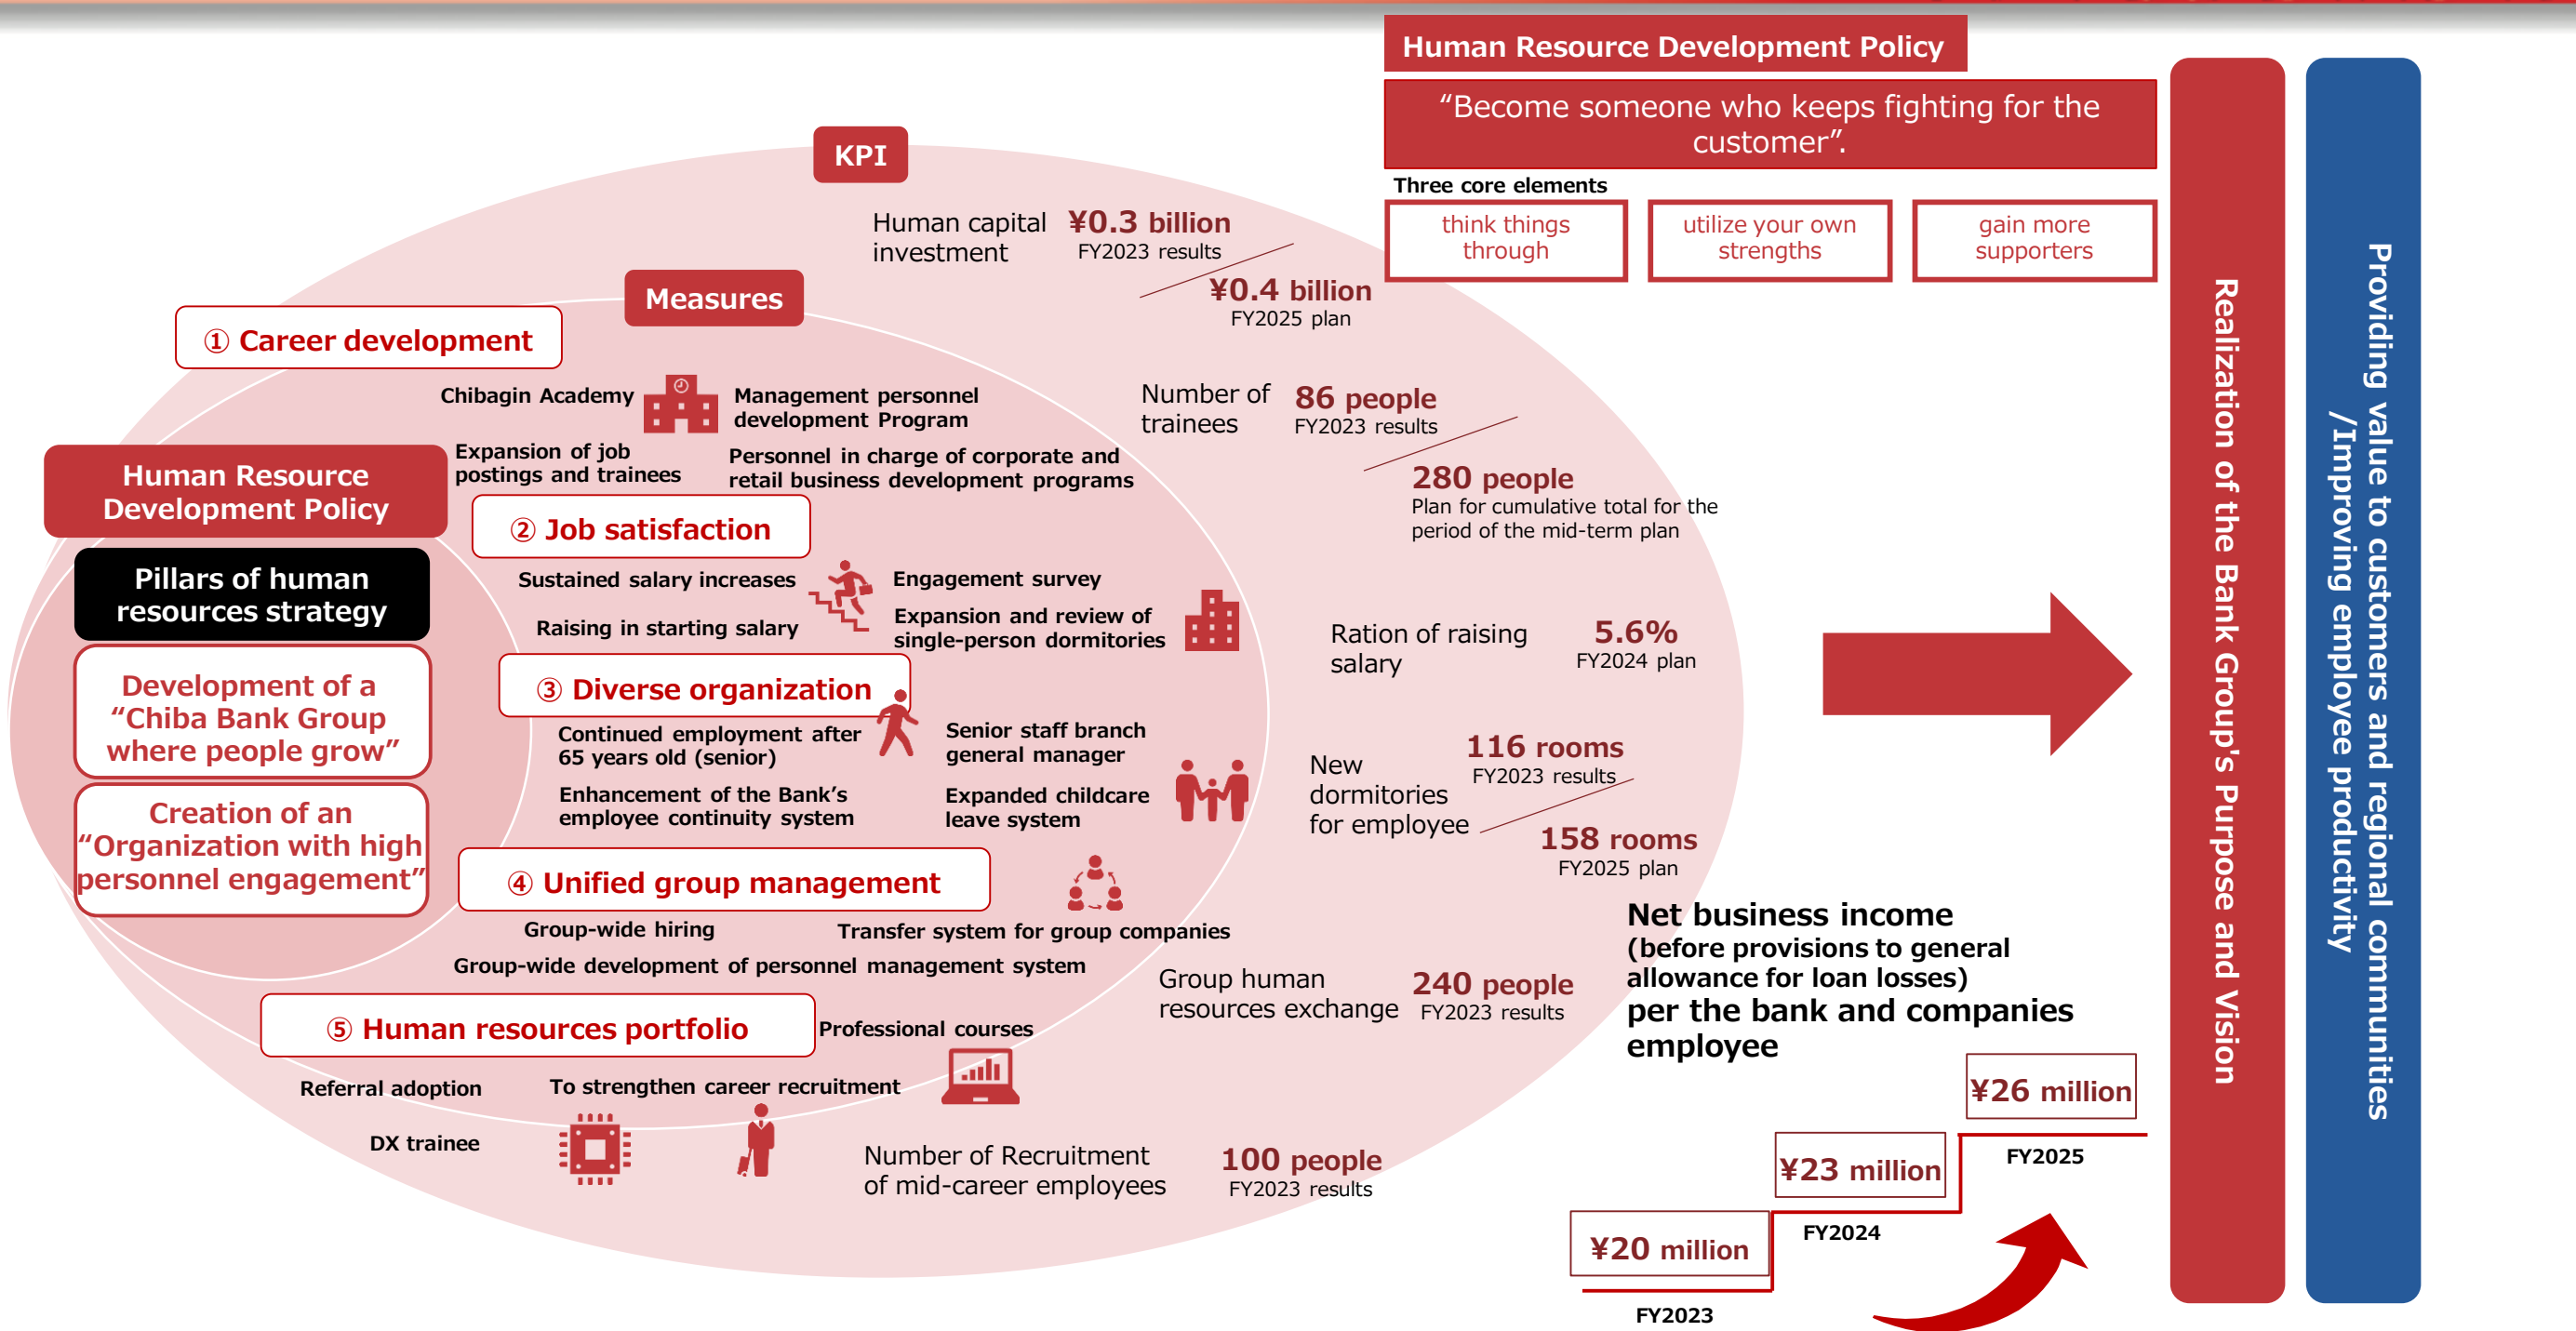 Human Resource Development Policy
“Become someone who keeps fighting for the
customer”.
Three core elements
think things
through
utilize your own
strengths
gain more
supporters
KPI
Human capital
investment
¥0.3 billion
FY2023 results
¥0.4 billion
FY2025 plan
Number of
trainees
86 people
FY2023 results
280 people
Plan for cumulative total for the
period of the mid-term plan
Ration of raising
salary
5.6%
FY2024 plan
New
dormitories
for employee
116 rooms
FY2023 results
158 rooms
FY2025 plan
Group human
resources exchange
240 people
FY2023 results
Number of Recruitment
of mid-career employees
100 people
FY2023 results
Measures
① Career development
Chibagin Academy
Management personnel
development Program
Expansion of job
postings and trainees
Personnel in charge of corporate and
retail business development programs
② Job satisfaction
Sustained salary increases
Engagement survey
Raising in starting salary
Expansion and review of
single-person dormitories
③ Diverse organization
Continued employment after
65 years old (senior)
Senior staff branch
general manager
Enhancement of the Bank’s
employee continuity system
Expanded childcare
leave system
④ Unified group management
Group-wide hiring
Transfer system for group companies
Group-wide development of personnel management system
⑤ Human resources portfolio
Professional courses
Referral adoption
To strengthen career recruitment
DX trainee
Human Resource
Development Policy
Pillars of human
resources strategy
Development of a
“Chiba Bank Group
where people grow”
Creation of an
“Organization with high
personnel engagement”
Net business income
(before provisions to general
allowance for loan losses)
per the bank and companies
employee
¥20 million
FY2023
¥23 million
FY2024
¥26 million
FY2025
Realization of the Bank Group's Purpose and Vision
Providing value to customers and regional communities
/Improving employee productivity